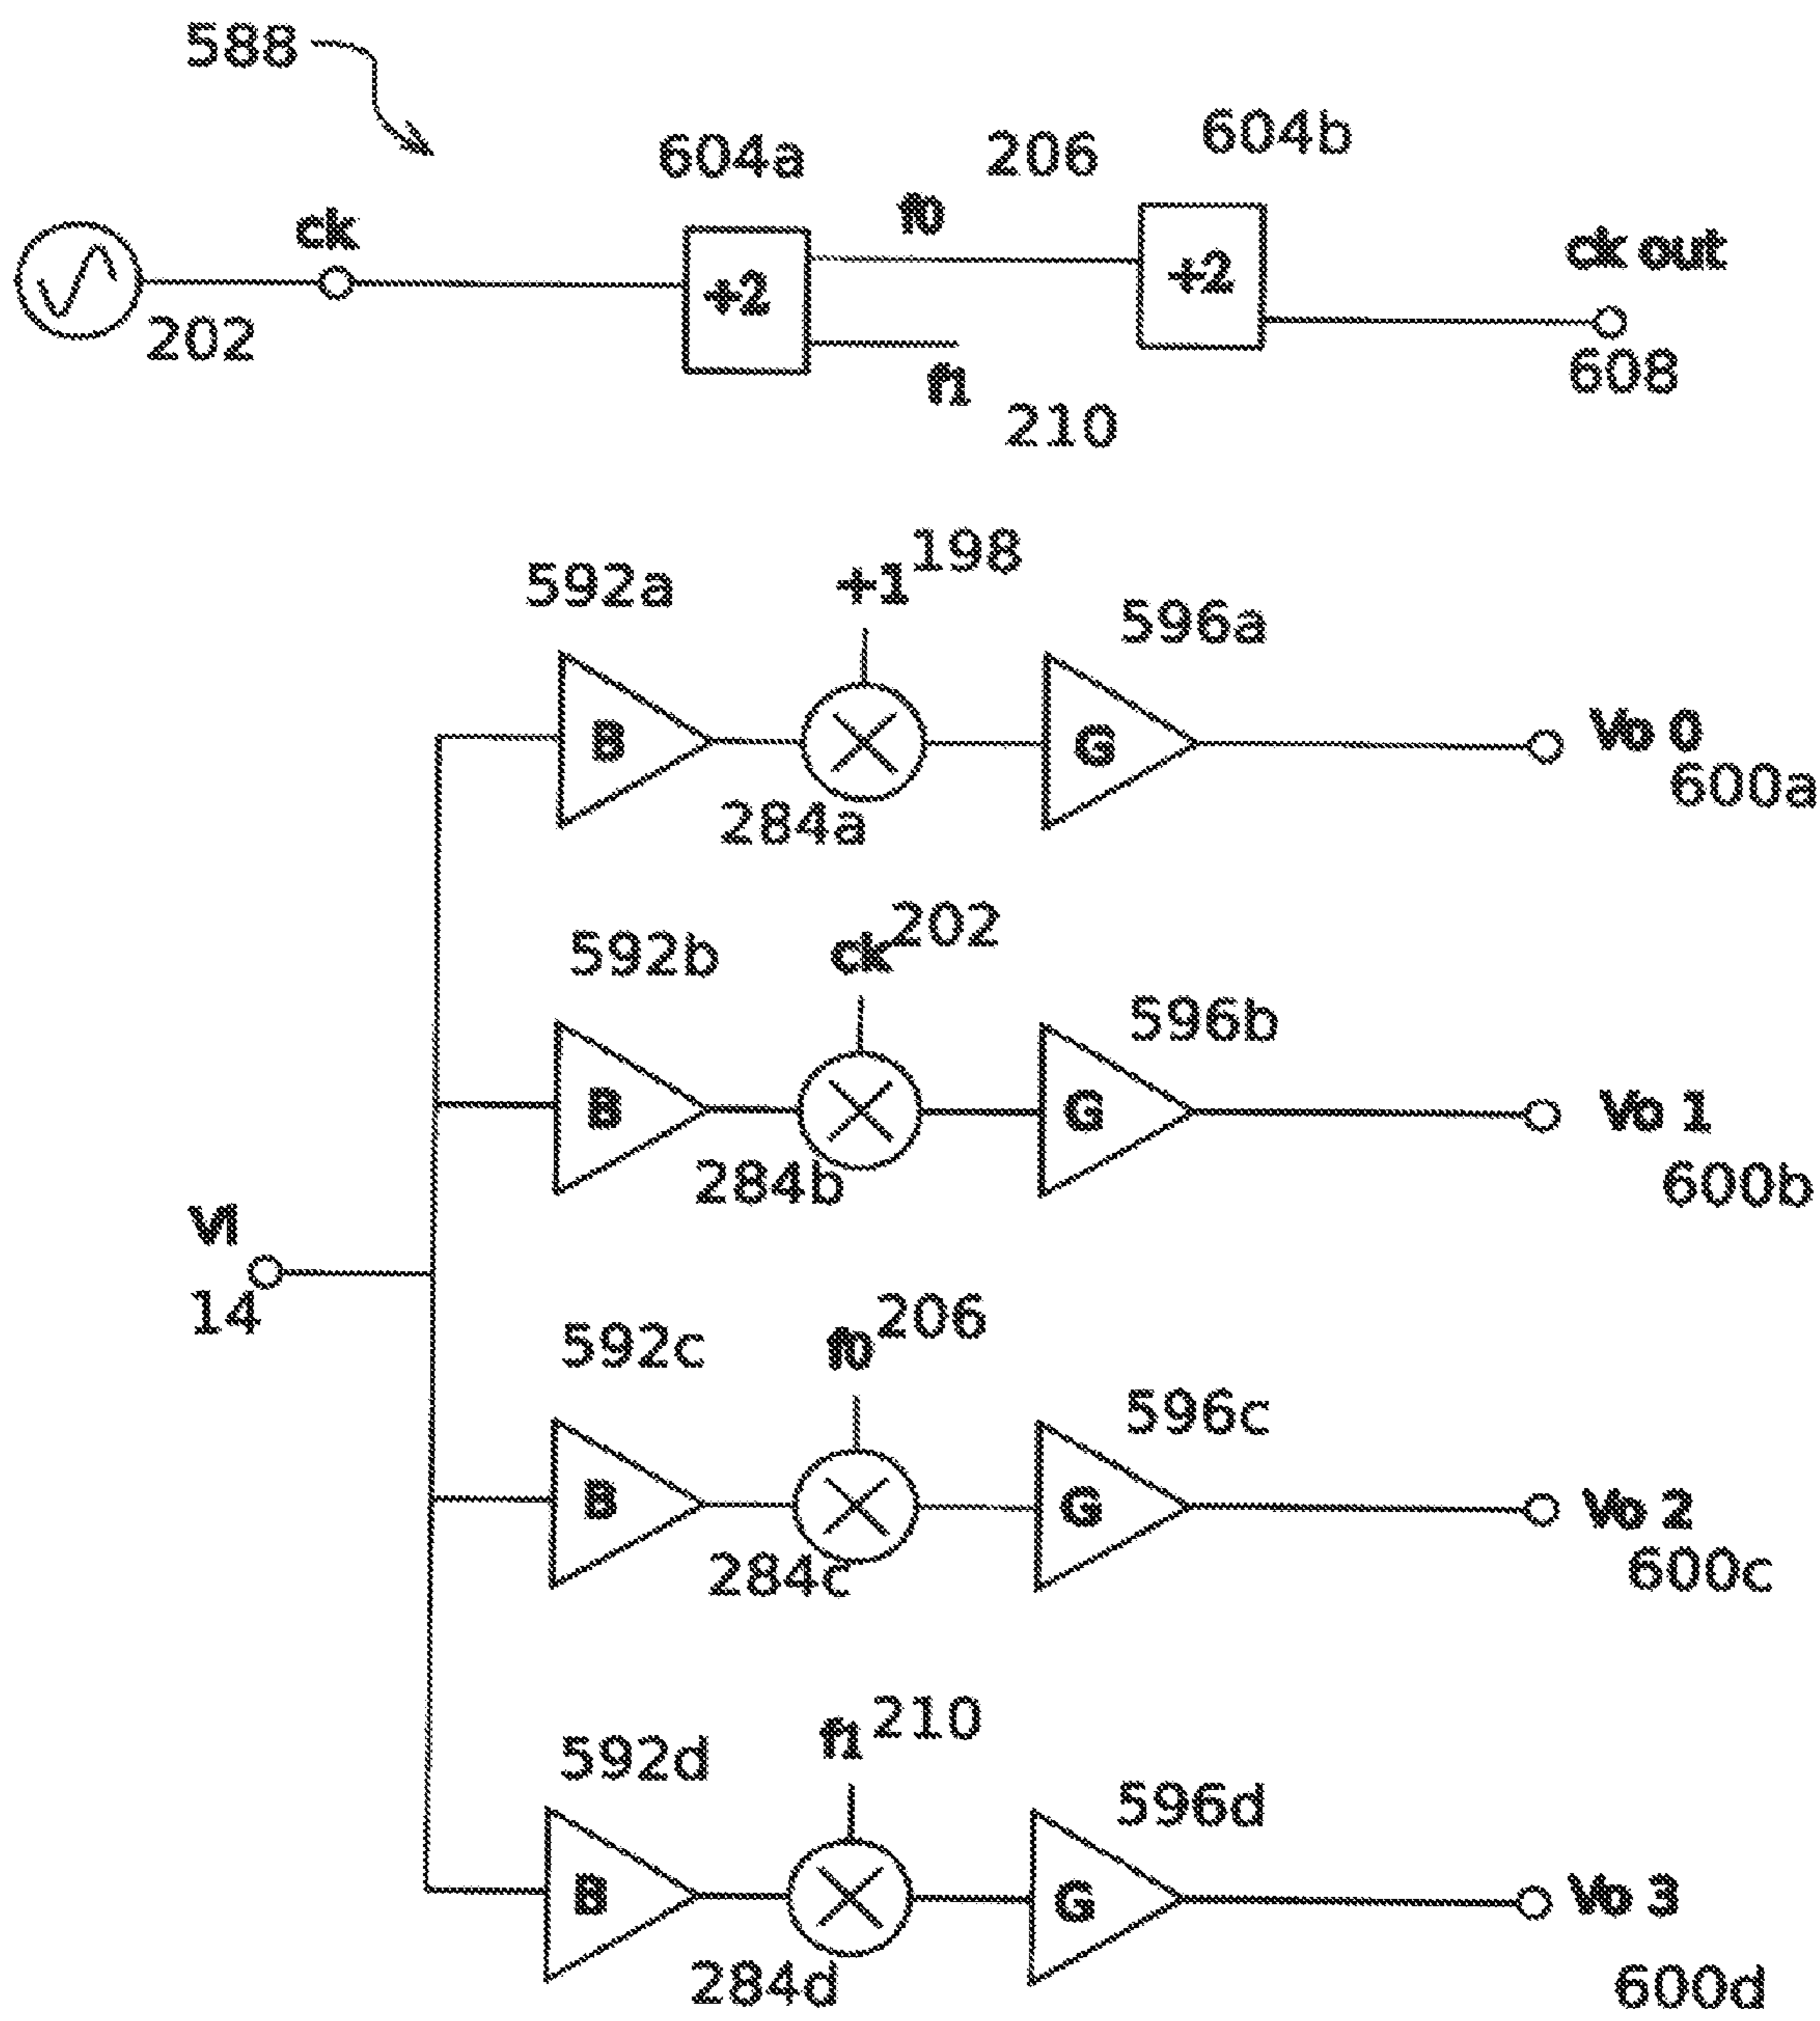 588
604a
206
604b
ck
f0
ck out
÷2
÷2
202
608
f1
210
198
592a
+1
596a
B
G
Vo 0
600a
284a
202
592b
ck
596b
B
G
Vo 1
284b
600b
Vi
14
206
592c
f0
596c
B
G
Vo 2
284c
600c
210
592d
f1
596d
B
G
Vo 3
284d
600d